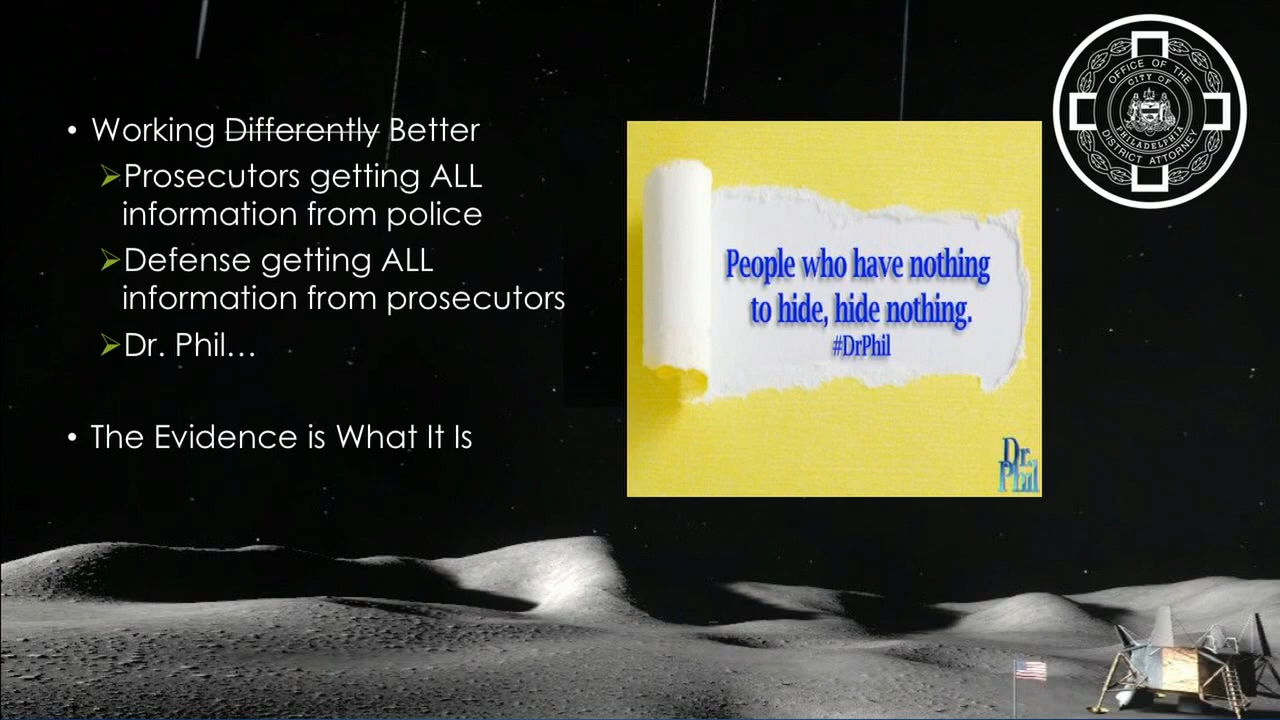 • Working ~~Differently~~ Better
➢Prosecutors getting ALL
information from police
➢Defense getting ALL
information from prosecutors
➢Dr. Phil…
• The Evidence is What It Is
People who have nothing
to hide, hide nothing.
#DrPhil
Dr.
Phil
OFFICE OF THE
CITY OF
PHILADELPHIA
DISTRICT ATTORNEY